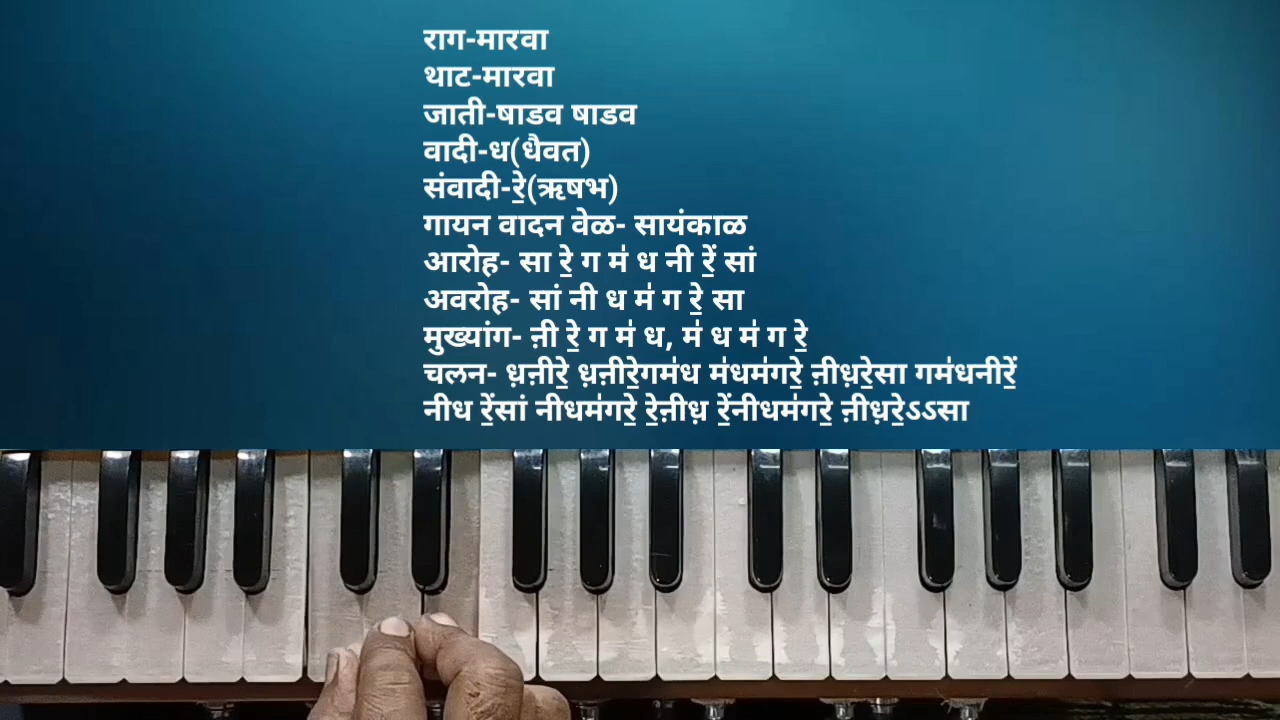 राग-मारवा
थाट-मारवा
जाती-षाडव षाडव
वादी-ध(धैवत)
संवादी-रे॒(ऋषभ)
गायन वादन वेळ- सायंकाळ
आरोह- सा रे॒ ग म॑ ध नी रें॒ सां
अवरोह- सां नी ध म॑ ग रे॒ सा
मुख्यांग- ऩी रे॒ ग म॑ ध, म॑ ध म॑ ग रे॒
चलन- ध़ऩीरे॒ ध़ऩीरे॒गम॑ध म॑धम॑गरे॒ ऩीध़रे॒सा गम॑धनीरें॒
नीध रें॒सां नीधम॑गरे॒ रे॒ऩीध़ रें॒नीधम॑गरे॒ ऩीध़रे॒ऽऽसा